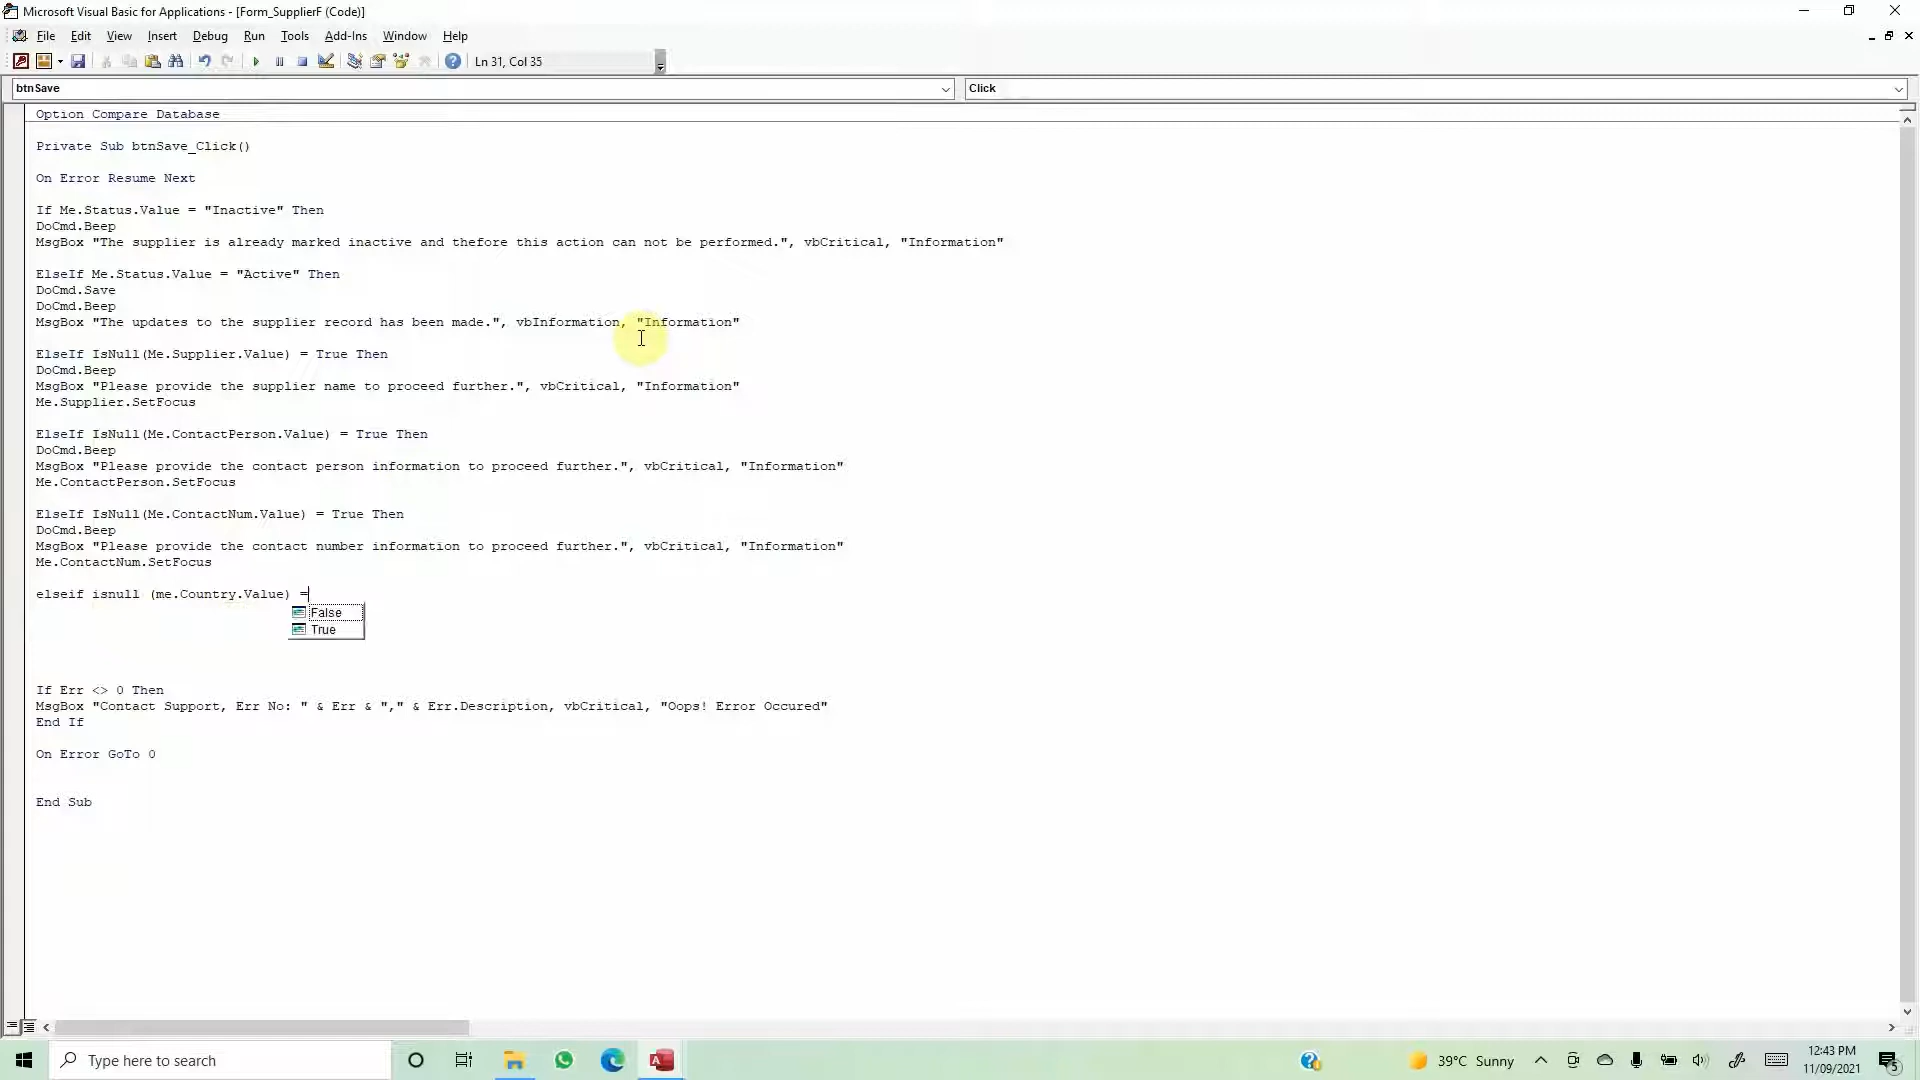 Microsoft Visual Basic for Applications - [Form_SupplierF (Code)]
File Edit View Insert Debug Run Tools Add-Ins Window Help
Ln 31, Col 35
btnSave Click
Option Compare Database
Private Sub btnSave_Click()
On Error Resume Next
If Me.Status.Value = "Inactive" Then
DoCmd.Beep
MsgBox "The supplier is already marked inactive and thefore this action can not be performed.", vbCritical, "Information"
ElseIf Me.Status.Value = "Active" Then
DoCmd.Save
DoCmd.Beep
MsgBox "The updates to the supplier record has been made.", vbInformation, "Information"
ElseIf IsNull(Me.Supplier.Value) = True Then
DoCmd.Beep
MsgBox "Please provide the supplier name to proceed further.", vbCritical, "Information"
Me.Supplier.SetFocus
ElseIf IsNull(Me.ContactPerson.Value) = True Then
DoCmd.Beep
MsgBox "Please provide the contact person information to proceed further.", vbCritical, "Information"
Me.ContactPerson.SetFocus
ElseIf IsNull(Me.ContactNum.Value) = True Then
DoCmd.Beep
MsgBox "Please provide the contact number information to proceed further.", vbCritical, "Information"
Me.ContactNum.SetFocus
elseif isnull (me.Country.Value) =
False
True
If Err <> 0 Then
MsgBox "Contact Support, Err No: " & Err & "," & Err.Description, vbCritical, "Oops! Error Occured"
End If
On Error GoTo 0
End Sub
Type here to search
39°C Sunny
12:43 PM
11/09/2021
5